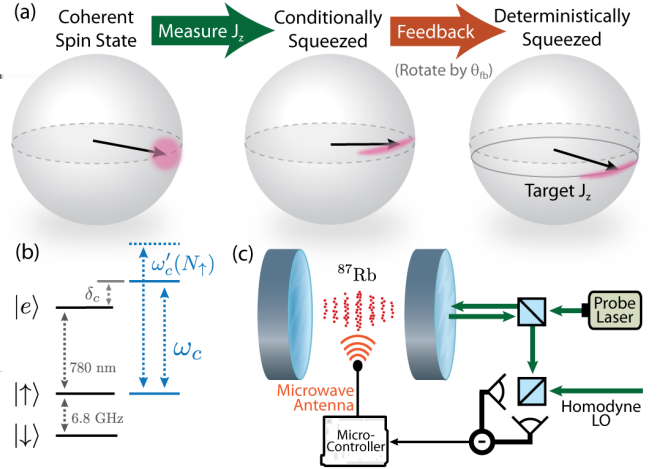 (a)
Coherent
Spin State
Measure J_z
Conditionally
Squeezed
Feedback
(Rotate by θ_fb)
Deterministically
Squeezed
Target J_z
(b)
ω′_c(N_↑)
δ_c
|e⟩
ω_c
780 nm
|↑⟩
6.8 GHz
|↓⟩
(c)
⁸⁷Rb
Probe
Laser
Microwave
Antenna
Homodyne
LO
Micro-
Controller